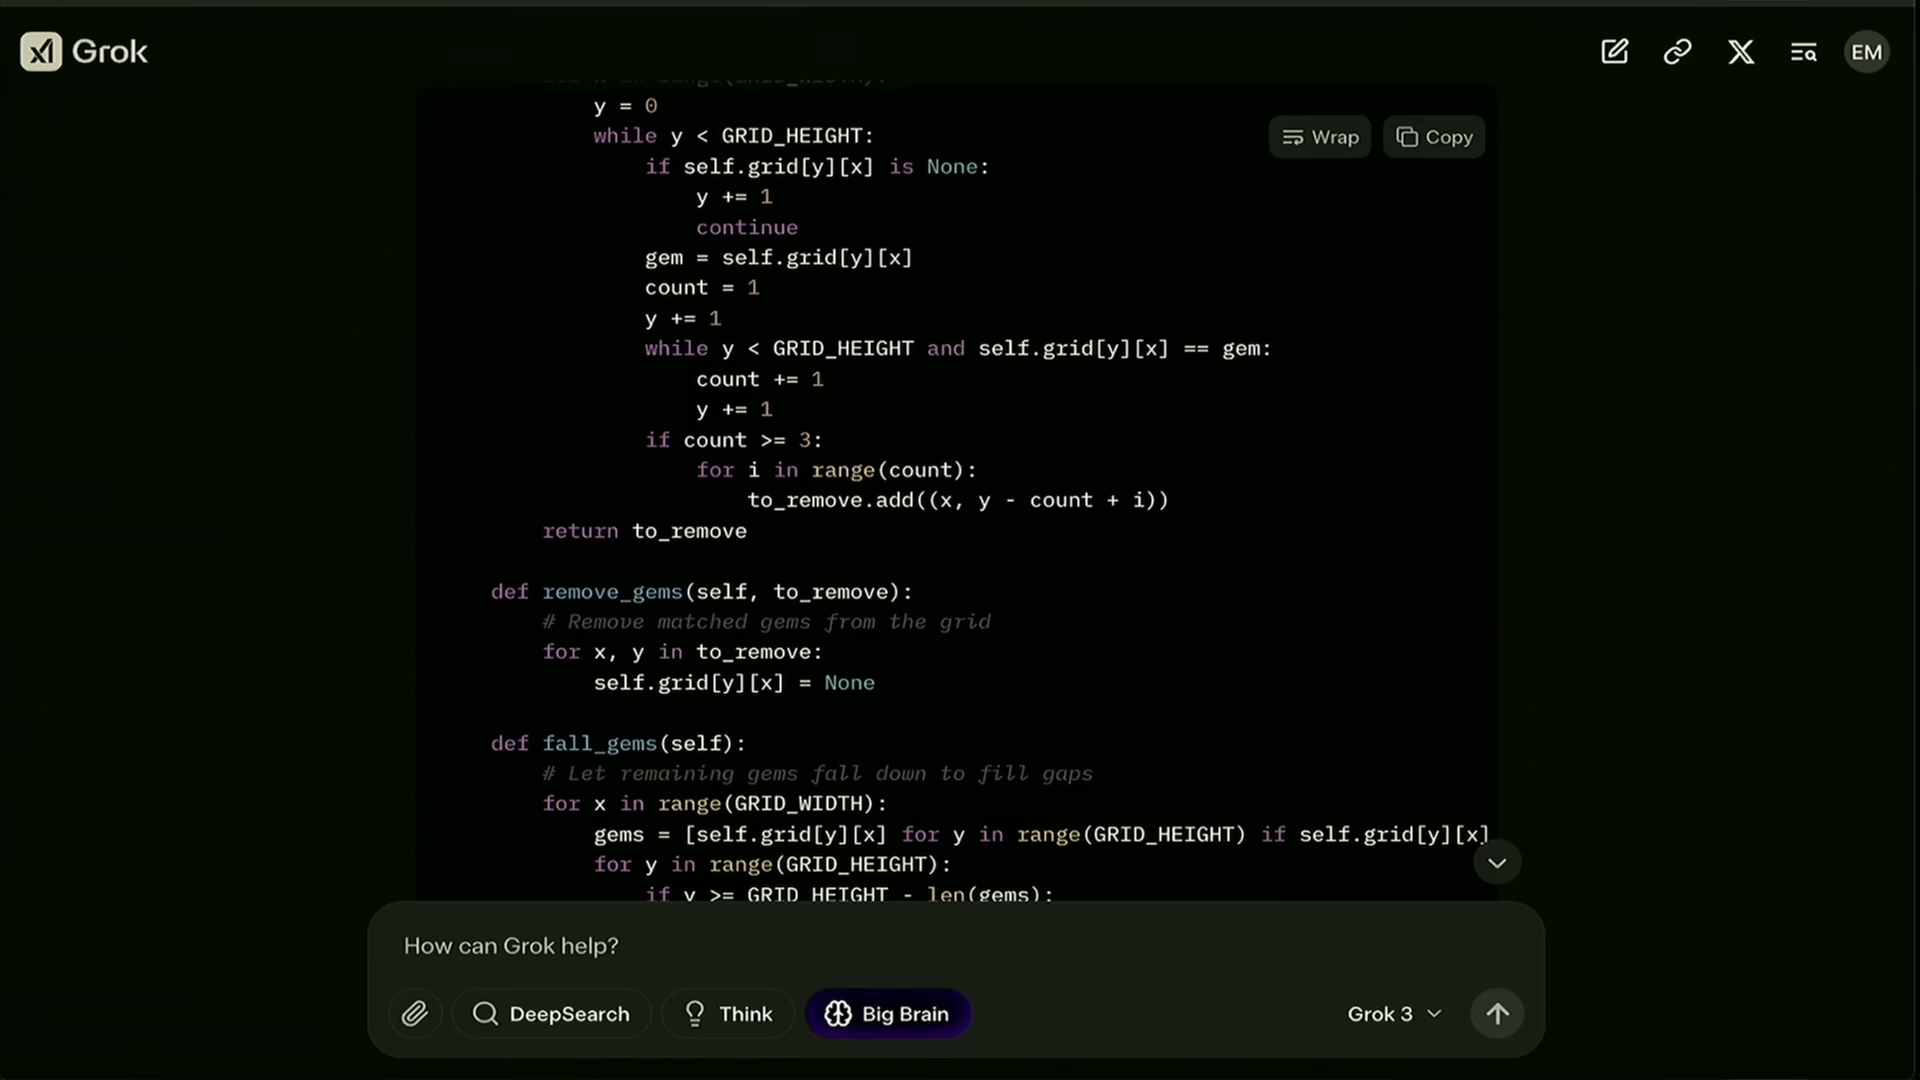 Grok
EM
Wrap
Copy
y = 0
while y < GRID_HEIGHT:
if self.grid[y][x] is None:
y += 1
continue
gem = self.grid[y][x]
count = 1
y += 1
while y < GRID_HEIGHT and self.grid[y][x] == gem:
count += 1
y += 1
if count >= 3:
for i in range(count):
to_remove.add((x, y - count + i))
return to_remove
def remove_gems(self, to_remove):
# Remove matched gems from the grid
for x, y in to_remove:
self.grid[y][x] = None
def fall_gems(self):
# Let remaining gems fall down to fill gaps
for x in range(GRID_WIDTH):
gems = [self.grid[y][x] for y in range(GRID_HEIGHT) if self.grid[y][x]
for y in range(GRID_HEIGHT):
if y >= GRID_HEIGHT - len(gems):
How can Grok help?
DeepSearch
Think
Big Brain
Grok 3